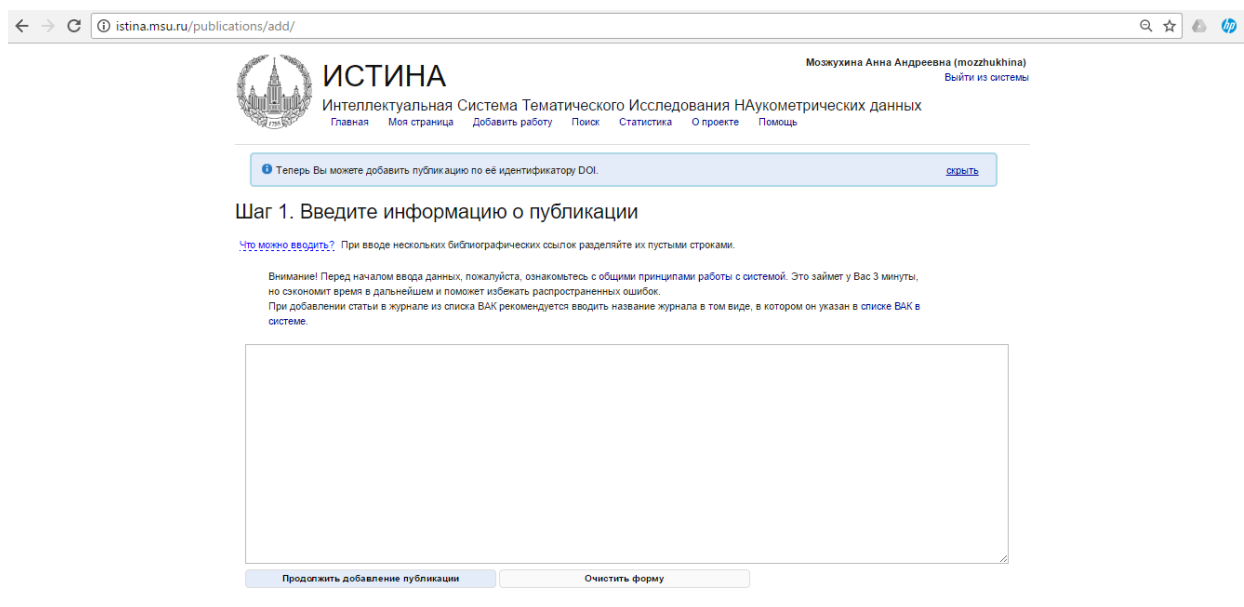 istina.msu.ru/publications/add/
ИСТИНА
Мозжухина Анна Андреевна (mozzhukhina)
Выйти из системы
Интеллектуальная Система Тематического Исследования НАукометрических данных
Главная Моя страница Добавить работу Поиск Статистика О проекте Помощь
Теперь Вы можете добавить публикацию по её идентификатору DOI. скрыть
Шаг 1. Введите информацию о публикации
Что можно вводить? При вводе нескольких библиографических ссылок разделяйте их пустыми строками.
Внимание! Перед началом ввода данных, пожалуйста, ознакомьтесь с общими принципами работы с системой. Это займет у Вас 3 минуты,
но сэкономит время в дальнейшем и поможет избежать распространенных ошибок.
При добавлении статьи в журнале из списка ВАК рекомендуется вводить название журнала в том виде, в котором он указан в списке ВАК в
системе.
Продолжить добавление публикации Очистить форму